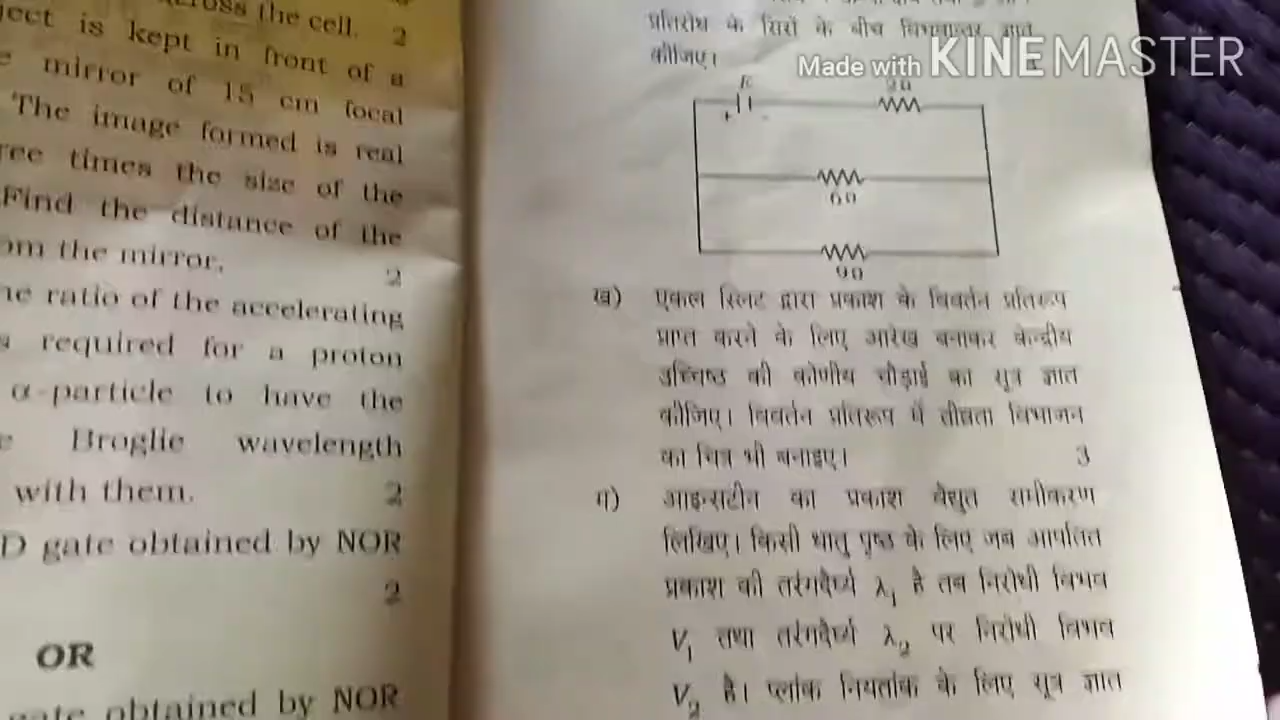 across the cell. 2
ject is kept in front of a
mirror of 15 cm focal
The image formed is real
ree times the size of the
Find the distance of the
om the mirror. 2
ne ratio of the accelerating
s required for a proton
α-particle to have the
e Broglie wavelength
with them. 2
D gate obtained by NOR
2
OR
gate obtained by NOR
प्रतिरोध के सिरों के बीच विभवान्तर ज्ञात
कीजिए।
Made with KINEMASTER
E
+ -
6Ω
9Ω
ख) एकल स्लिट द्वारा प्रकाश के विवर्तन प्रतिरूप
प्राप्त करने के लिए आरेख बनाकर केन्द्रीय
उच्चिष्ठ की कोणीय चौड़ाई का सूत्र ज्ञात
कीजिए। विवर्तन प्रतिरूप में तीव्रता विभाजन
का चित्र भी बनाइए। 3
ग) आइन्सटीन का प्रकाश वैद्युत समीकरण
लिखिए। किसी धातु पृष्ठ के लिए जब आपतित
प्रकाश की तरंगदैर्ध्य λ₁ है तब निरोधी विभव
V₁ तथा तरंगदैर्ध्य λ₂ पर निरोधी विभव
V₂ है। प्लांक नियतांक के लिए सूत्र ज्ञात